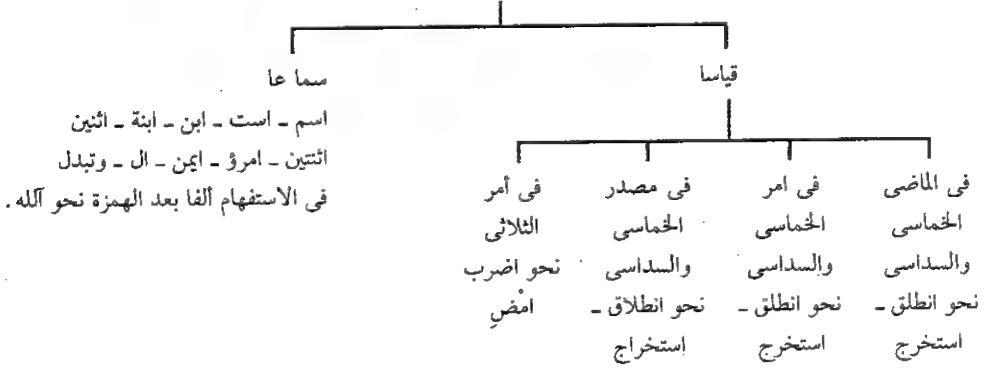 قياسا
فى الماضى
الخماسى
والسداسى
نحو انطلق ـ
استخرج
فى امر
الخماسى
والسداسى
نحو انطلق ـ
استخرج
فى مصدر
الخماسى
والسداسى
نحو انطلاق ـ
استخراج
فى أمر
الثلاثى
نحو اضرب
امْضِ
سما عا
اسم ـ است ـ ابن ـ ابنة ـ اثنين
اثنتين ـ امرؤ ـ ايمن ـ ال ـ وتبدل
فى الاستفهام ألفا بعد الهمزة نحو آلله .